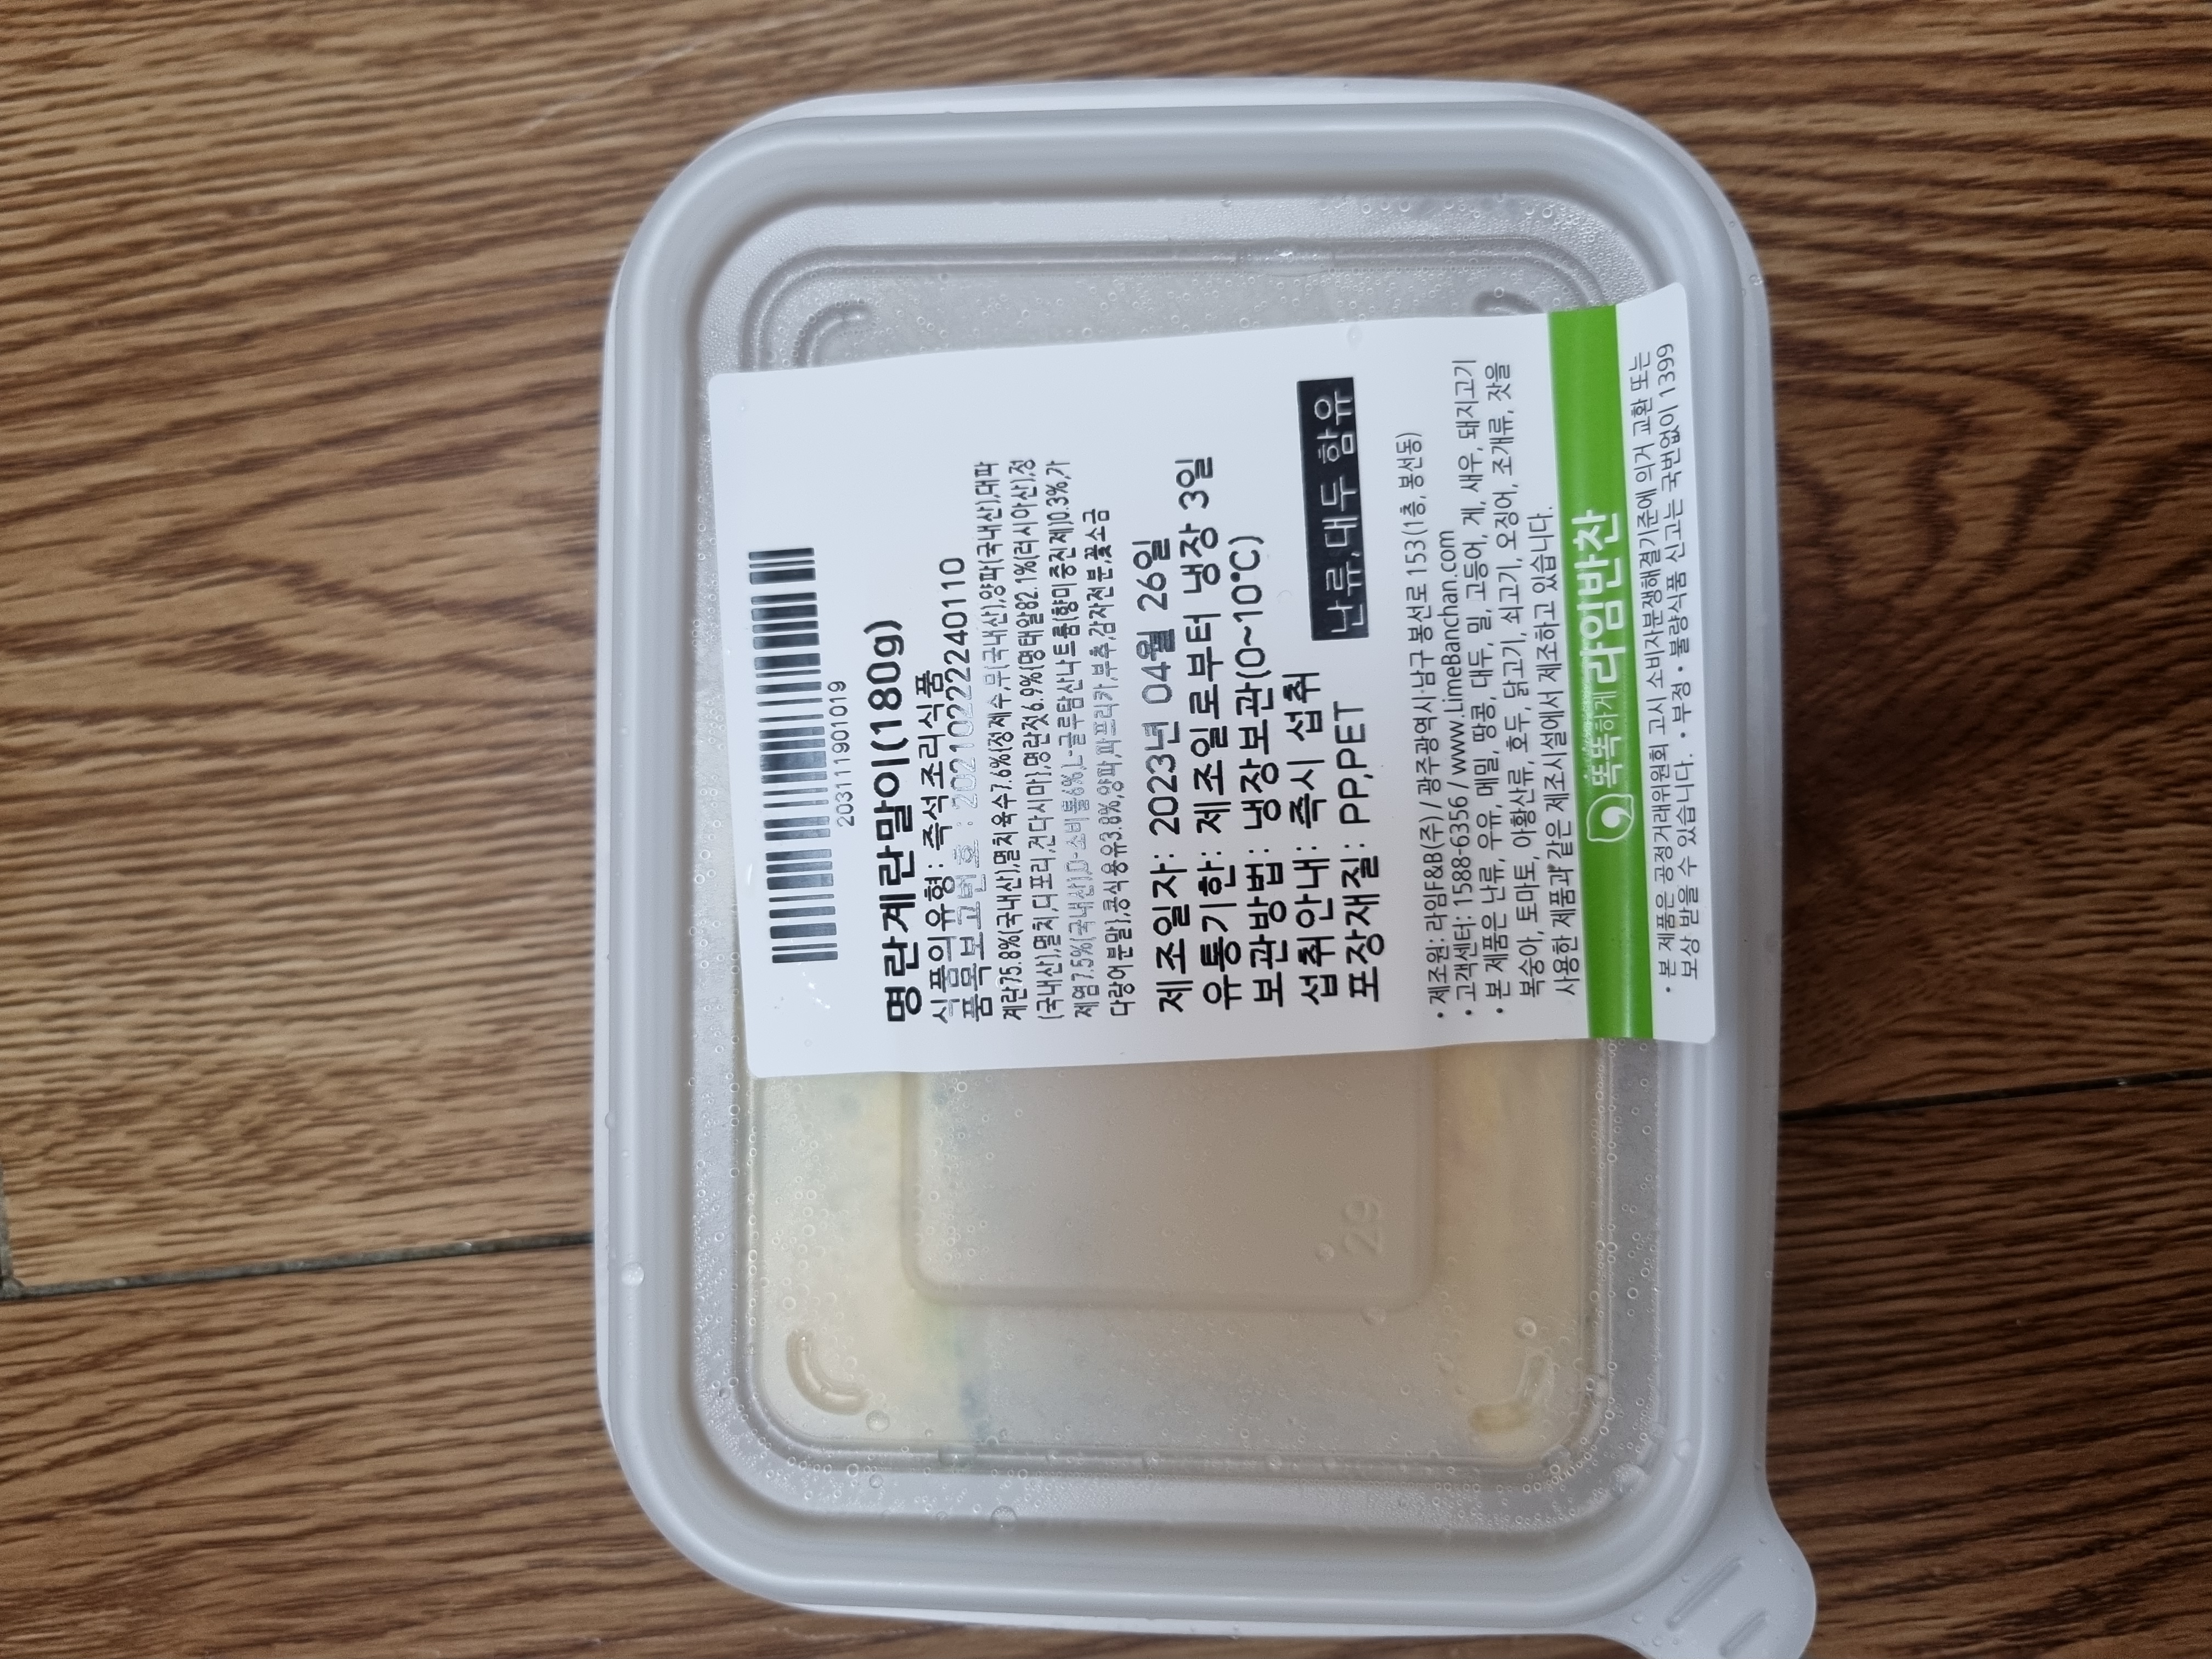 203111901019
명란계란말이(180g)
식품의유형: 즉석조리식품
품목보고번호 : 20210222240110
계란75.8%(국내산),멸치육수7.6%(정제수,무(국내산),양파(국내산),대파
(국내산),멸치,디포리,건다시마),명란젓6.9%(명태알82.1%(러시아산),정
제염7.5%(국내산),D-소비톨6%,L-글루탐산나트륨(향미증진제)0.3%,가
다랑어분말),콩식용유3.8%,양파,파프리카,부추,감자전분,꽃소금
제조일자: 2023년 04월 26일
유통기한: 제조일로부터 냉장 3일
보관방법: 냉장보관(0~10℃)
섭취안내: 즉시 섭취
포장재질: PP,PET
난류,대두 함유
• 제조원: 라임F&B(주) / 광주광역시 남구 봉선로 153(1층, 봉선동)
• 고객센터: 1588-6356 / www.LimeBanchan.com
• 본 제품은 난류, 우유, 메밀, 땅콩, 대두, 밀, 고등어, 게, 새우, 돼지고기
복숭아, 토마토, 아황산류, 호두, 닭고기, 쇠고기, 오징어, 조개류, 잣을
사용한 제품과 같은 제조시설에서 제조하고 있습니다.
똑똑하게 라임반찬
• 본 제품은 공정거래위원회 고시 소비자분쟁해결기준에 의거 교환 또는
보상 받을 수 있습니다. • 부정 • 불량식품 신고는 국번없이 1399
29